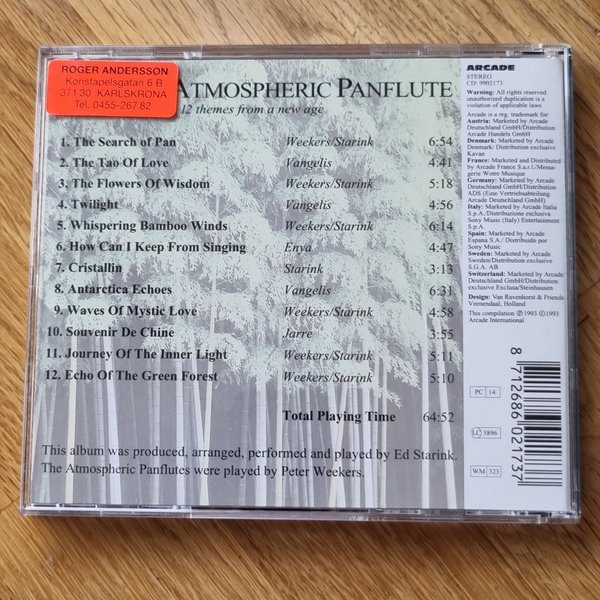 ROGER ANDERSSON
Konstapelsgatan 6 B
371 30 KARLSKRONA
Tel. 0455-267 82
ATMOSPHERIC PANFLUTE
12 themes from a new age
1. The Search of Pan Weekers/Starink 6:54
2. The Tao Of Love Vangelis 4:41
3. The Flowers Of Wisdom Weekers/Starink 5:18
4. Twilight Vangelis 4:56
5. Whispering Bamboo Winds Weekers/Starink 6:14
6. How Can I Keep From Singing Enya 4:47
7. Cristallin Starink 3:13
8. Antarctica Echoes Vangelis 6:31
9. Waves Of Mystic Love Weekers/Starink 4:58
10. Souvenir De Chine Jarre 3:55
11. Journey Of The Inner Light Weekers/Starink 5:11
12. Echo Of The Green Forest Weekers/Starink 5:10
Total Playing Time 64:52
This album was produced, arranged, performed and played by Ed Starink.
The Atmospheric Panflutes were played by Peter Weekers.
ARCADE
STEREO
CD: 9902173
Warning: All rights reserved
unauthorized duplication is a
violation of applicable laws
Arcade is a reg. trademark for:
Austria: Marketed by Arcade
Deutschland GmbH/Distribution
Arcade Handels GmbH
Denmark: Marketed by Arcade
Denmark/ Distribution exclusive
Kavan
France: Marketed and Distributed
by Arcade France S.a.r.l./Messa-
gerie Wotre Musique
Germany: Marketed by Arcade
Deutschland GmbH/Distribution
ADS (Eine Vertriebsabteilung
Arcade Deutschland GmbH)
Italy: Marketed by Arcade Italia
S.p.A./Distribuzione exclusiva
Sony Music (Italy) Entertainment
S.p.A.
Spain: Marketed by Arcade
Espana S.A./ Distribuido por
Sony Music
Sweden: Marketed by Arcade
Sweden/Distribution exclusive
S.G.A. AB
Switzerland: Marketed by Arcade
Deutschland GmbH/Distribution
exclusive Exclusa/Steinhausen
Design: Van Ravenhorst & Friends
Veenendaal, Holland
This compilation ℗ 1993 © 1993
Arcade International
PC 14
LC 5896
WM 323
8 712686 021737